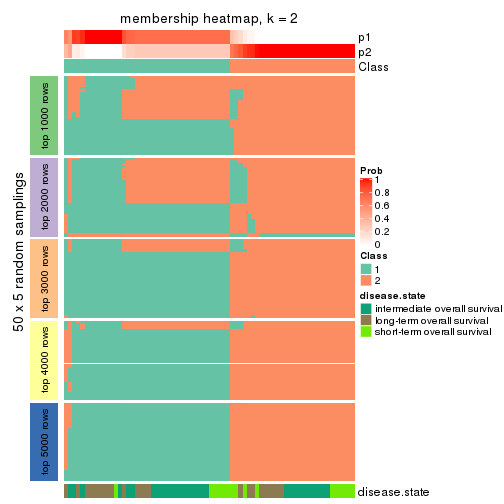 membership heatmap, k = 2
p1
p2
Class
50 x 5 random samplings
top 1000 rows
top 2000 rows
top 3000 rows
top 4000 rows
top 5000 rows
Prob
1
0.8
0.6
0.4
0.2
0
Class
1
2
disease.state
intermediate overall survival
long-term overall survival
short-term overall survival
disease.state